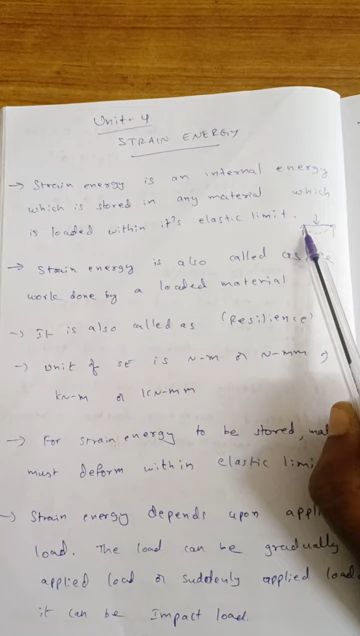 Unit-4
STRAIN ENERGY
→ Strain energy is an internal energy
which is stored in any material which
is loaded within it's elastic limit.
→ Strain energy is also called as
work done by a loaded material
→ It is also called as (Resilience)
→ Unit of SE is N-m or N-mm,
KN-m or KN-mm
→ For strain energy to be stored,
must deform within elastic
→ Strain energy depends upon
load. The load can be gradually
applied load or suddenly applied load
it can be Impact load.